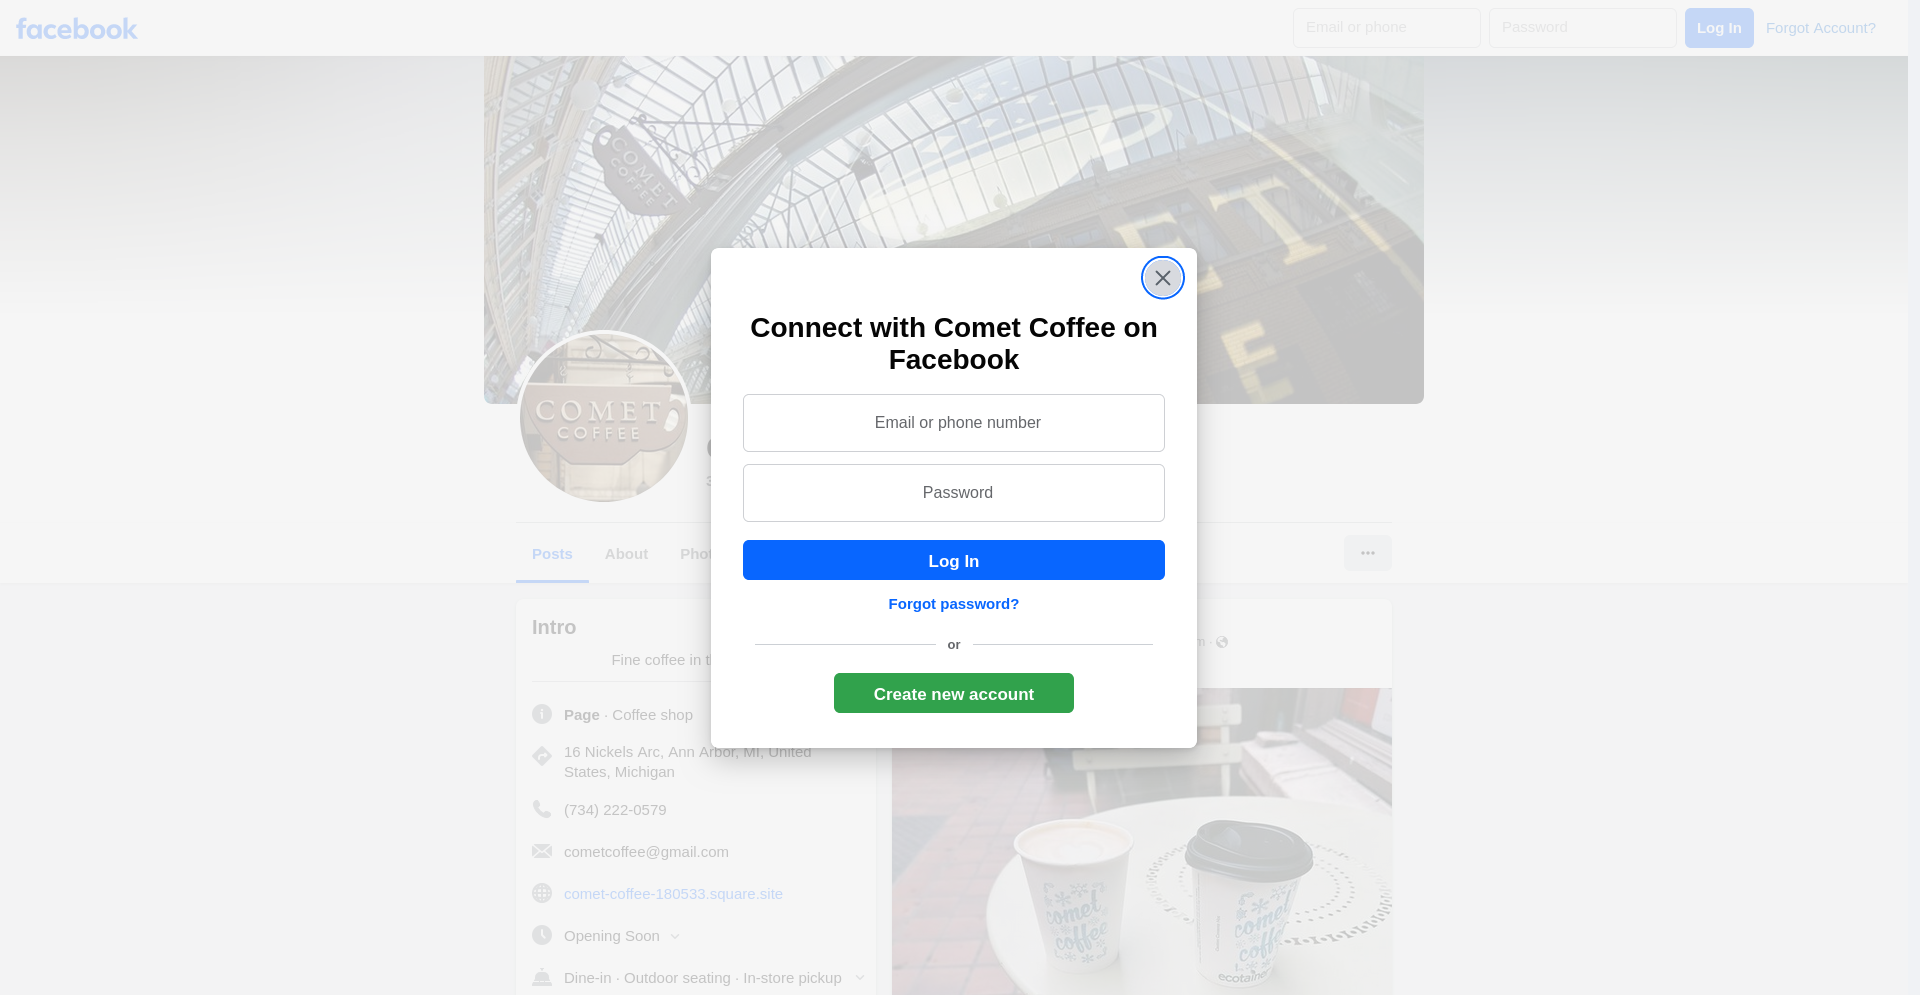 facebook
Email or phone
Password
Log In
Forgot Account?
COMET
COFFEE
Connect with Comet Coffee on
Facebook
Email or phone number
Password
Log In
Forgot password?
or
Create new account
COMET
COFFEE
Posts
About
Intro
Fine coffee in
Page · Coffee shop
16 Nickels Arc, Ann Arbor, MI, United
States, Michigan
(734) 222-0579
cometcoffee@gmail.com
comet-coffee-180533.square.site
Opening Soon
Dine-in · Outdoor seating · In-store pickup
comet
coffee
comet
coffee
ecotainer